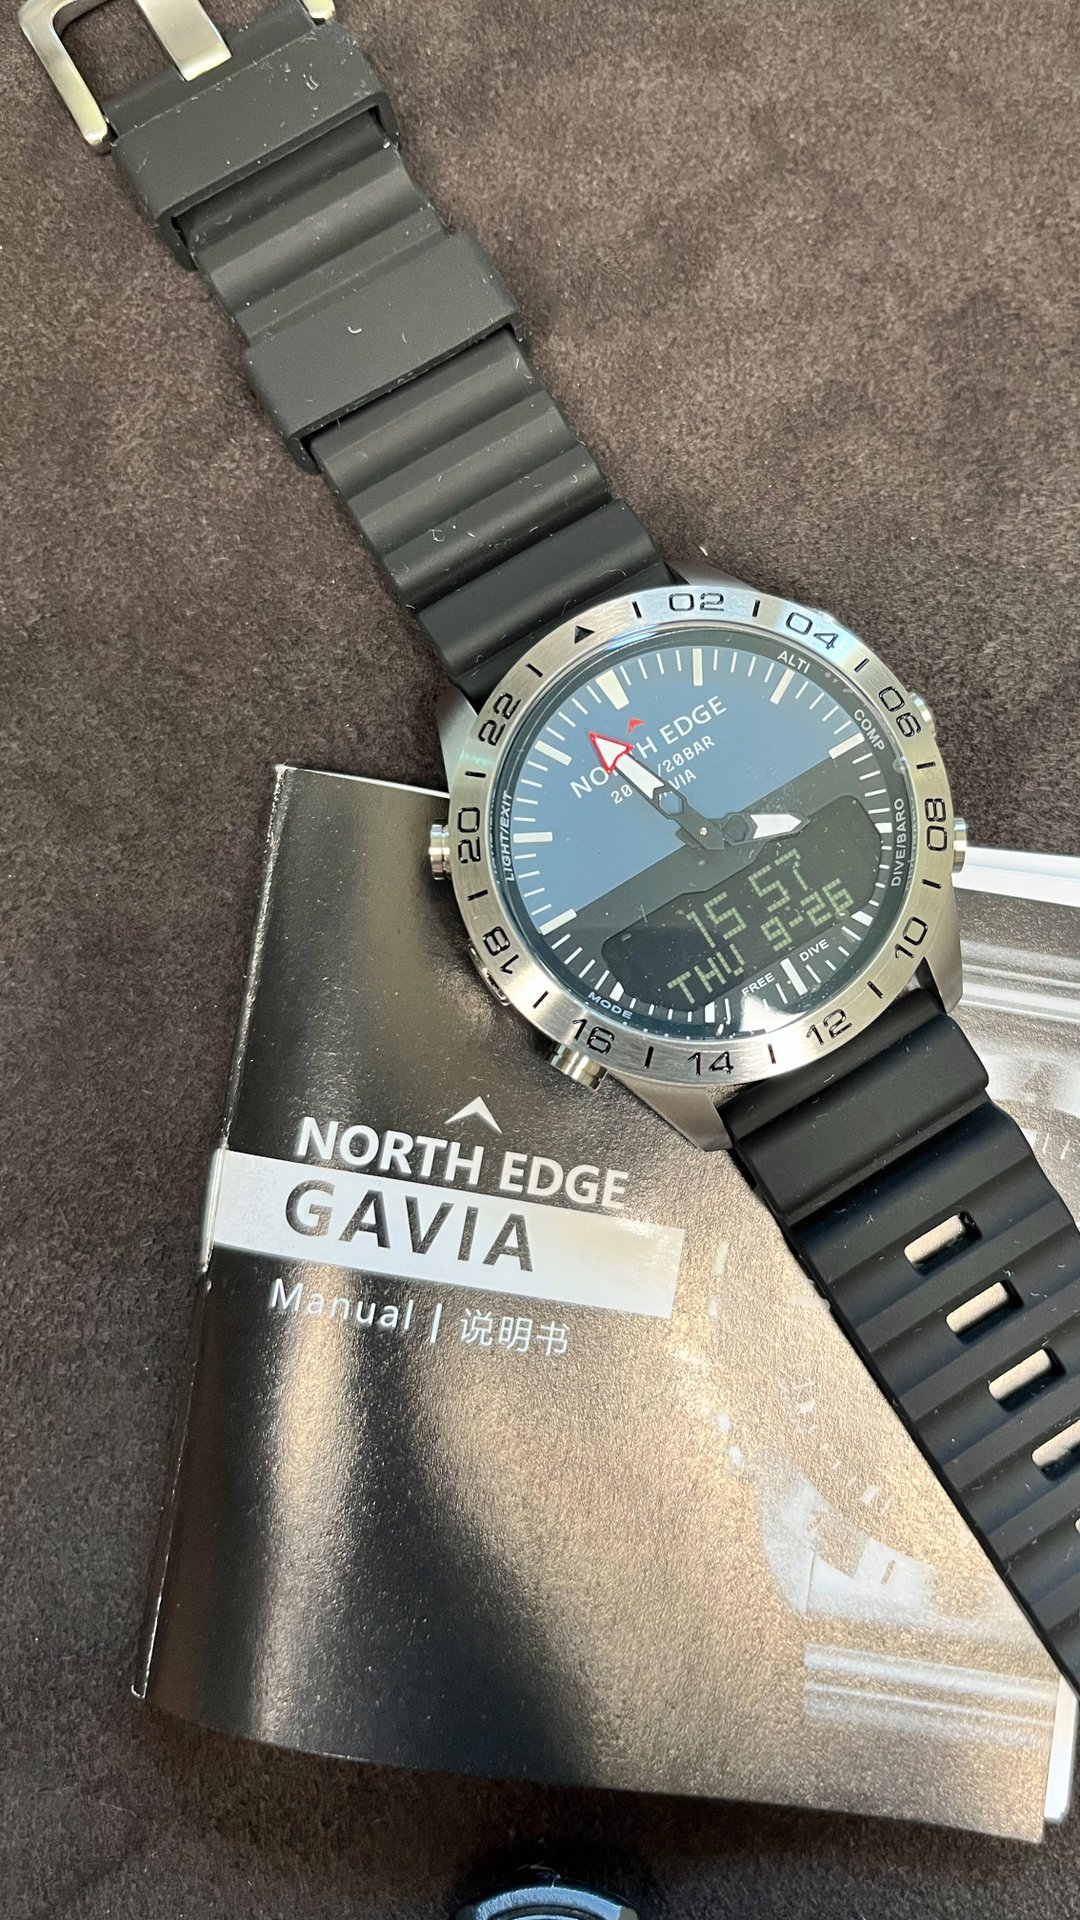 02
04
06
08
10
12
14
16
18
20
22
ALTI
COMP
DIVE/BARO
DIVE
FREE
MODE
LIGHT/EXIT
EDGE
/20BAR
15 57
THU 9-26
NORTH EDGE
GAVIA
Manual | 说明书